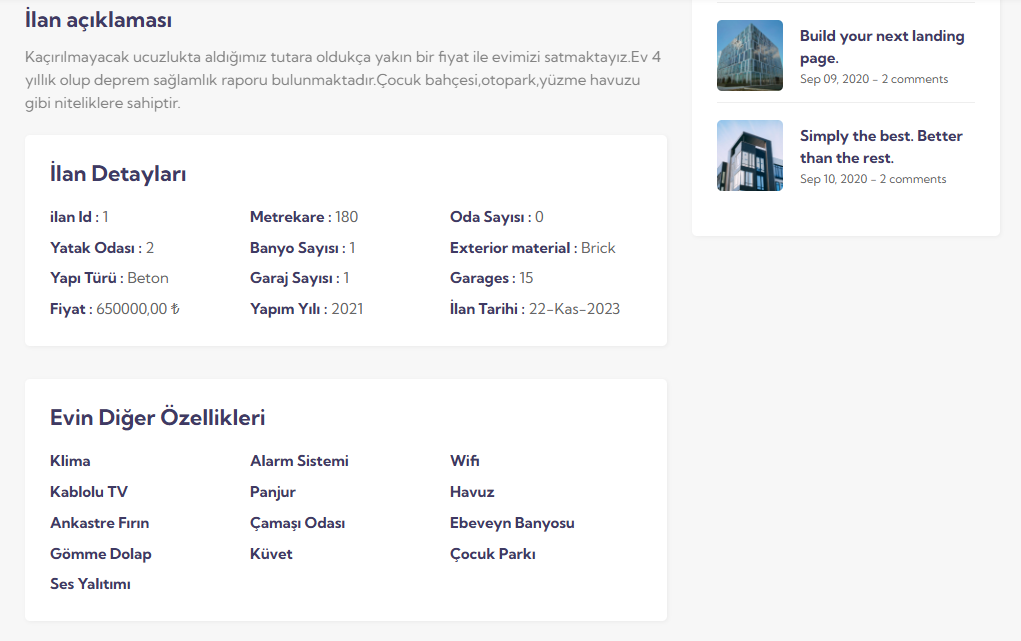 İlan açıklaması
Kaçırılmayacak ucuzlukta aldığımız tutara oldukça yakın bir fiyat ile evimizi satmaktayız.Ev 4
yıllık olup deprem sağlamlık raporu bulunmaktadır.Çocuk bahçesi,otopark,yüzme havuzu
gibi niteliklere sahiptir.
İlan Detayları
ilan Id : 1 Metrekare : 180 Oda Sayısı : 0
Yatak Odası : 2 Banyo Sayısı : 1 Exterior material : Brick
Yapı Türü : Beton Garaj Sayısı : 1 Garages : 15
Fiyat : 650000,00 ₺ Yapım Yılı : 2021 İlan Tarihi : 22-Kas-2023
Evin Diğer Özellikleri
Klima Alarm Sistemi Wifi
Kablolu TV Panjur Havuz
Ankastre Fırın Çamaşı Odası Ebeveyn Banyosu
Gömme Dolap Küvet Çocuk Parkı
Ses Yalıtımı
Build your next landing
page.
Sep 09, 2020 - 2 comments
Simply the best. Better
than the rest.
Sep 10, 2020 - 2 comments